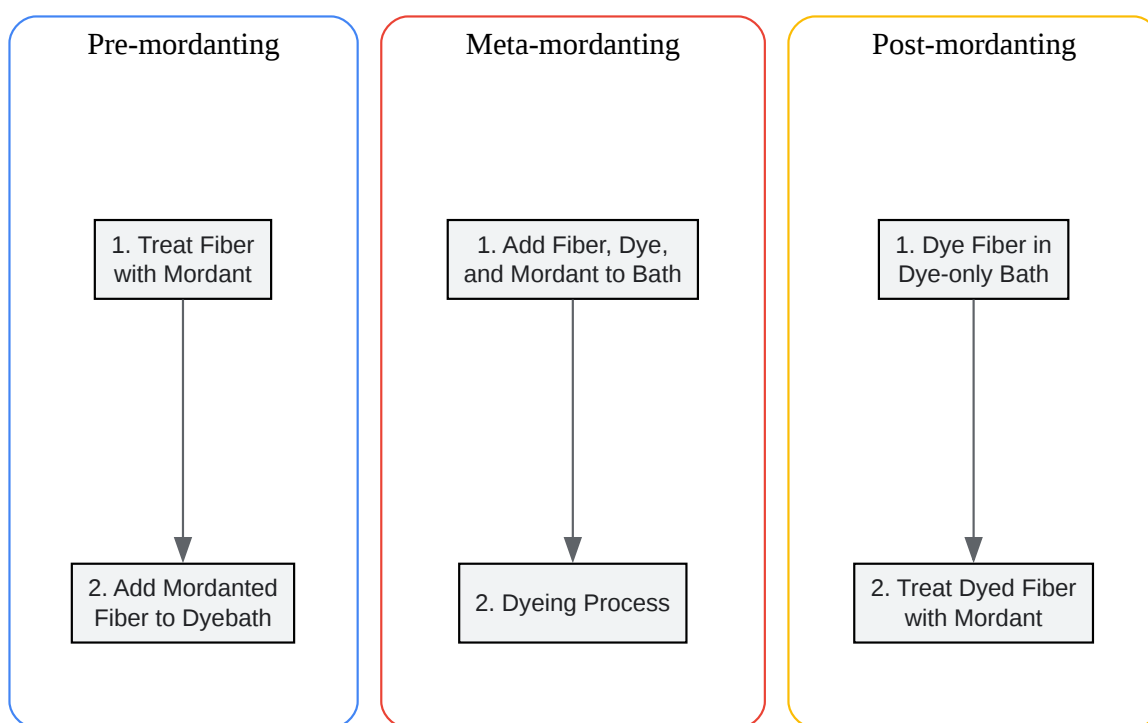 Pre-mordanting
1. Treat Fiber
with Mordant
2. Add Mordanted
Fiber to Dyebath
Meta-mordanting
1. Add Fiber, Dye,
and Mordant to Bath
2. Dyeing Process
Post-mordanting
1. Dye Fiber in
Dye-only Bath
2. Treat Dyed Fiber
with Mordant